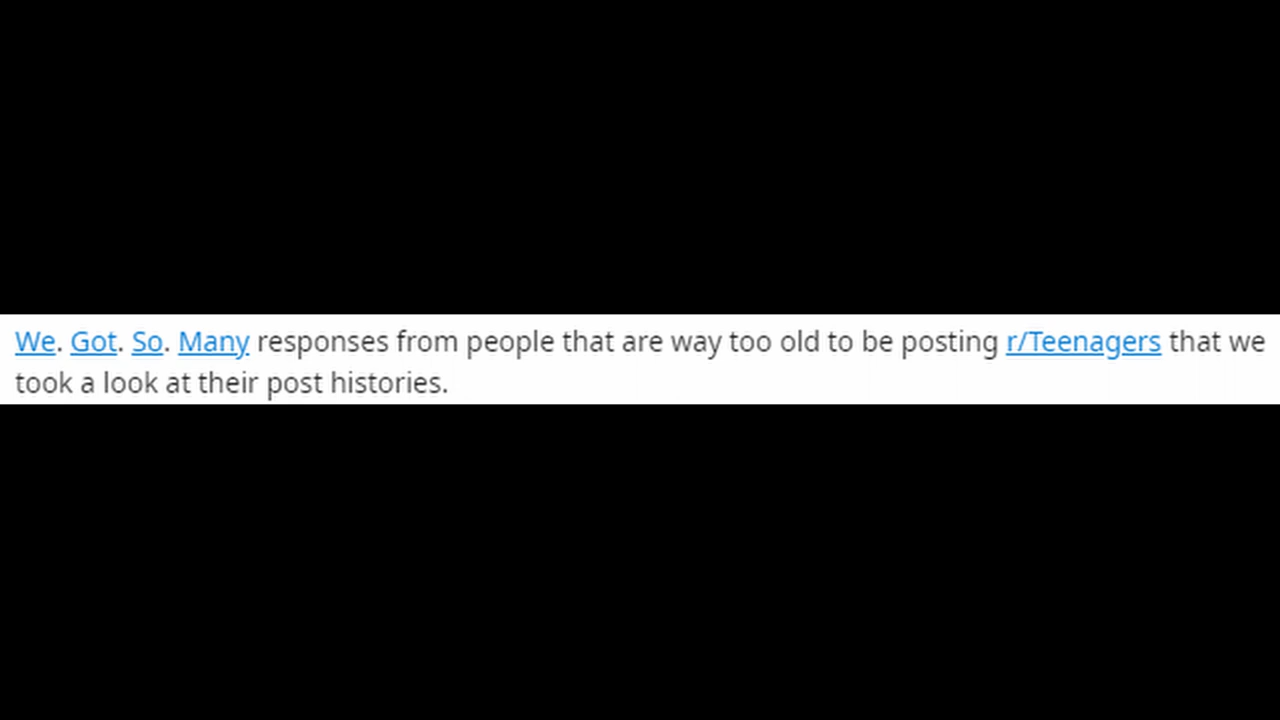 We. Got. So. Many responses from people that are way too old to be posting r/Teenagers that we
took a look at their post histories.